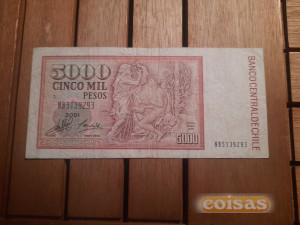 5000
CINCO MIL
PESOS
2001
5000
BANCO CENTRAL DE CHILE
coisas